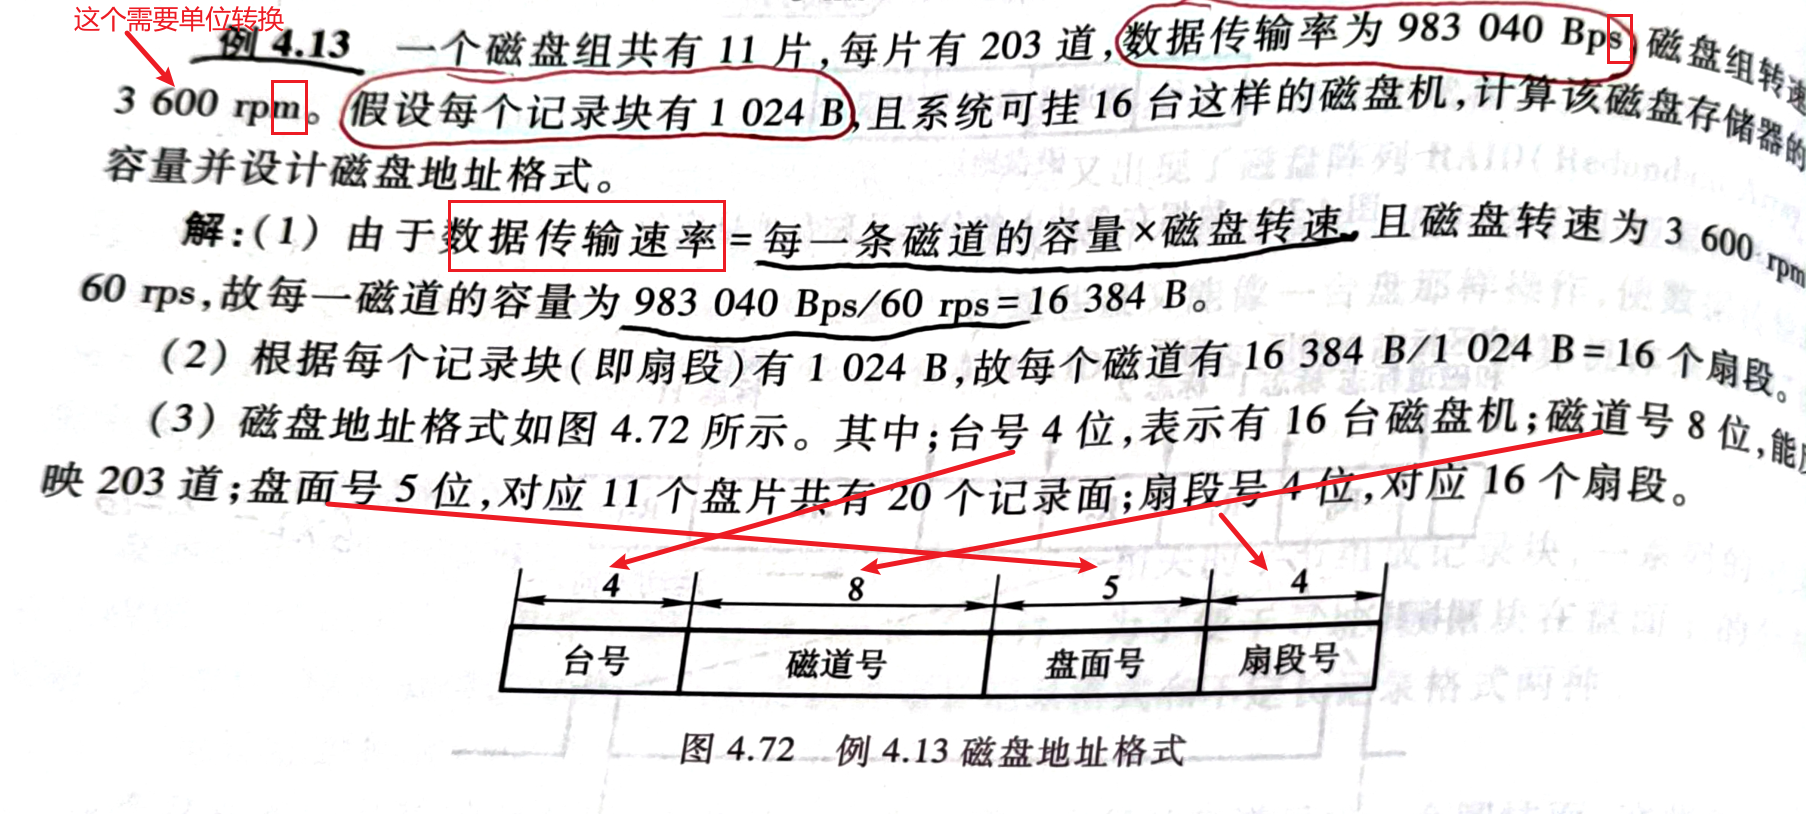 这个需要单位转换
例 4.13 一个磁盘组共有 11 片,每片有 203 道,数据传输率为 983 040 Bps,磁盘组转速
3 600 rpm。假设每个记录块有 1 024 B,且系统可挂 16 台这样的磁盘机,计算该磁盘存储器的
容量并设计磁盘地址格式。
解:(1) 由于数据传输速率=每一条磁道的容量×磁盘转速,且磁盘转速为 3 600 rpm
60 rps,故每一磁道的容量为 983 040 Bps/60 rps=16 384 B。
(2) 根据每个记录块(即扇段)有 1 024 B,故每个磁道有 16 384 B/1 024 B=16 个扇段。
(3) 磁盘地址格式如图 4.72 所示。其中;台号 4 位,表示有 16 台磁盘机;磁道号 8 位,能
映 203 道;盘面号 5 位,对应 11 个盘片共有 20 个记录面;扇段号 4 位,对应 16 个扇段。
4 8 5 4
台号 磁道号 盘面号 扇段号
图 4.72 例 4.13 磁盘地址格式